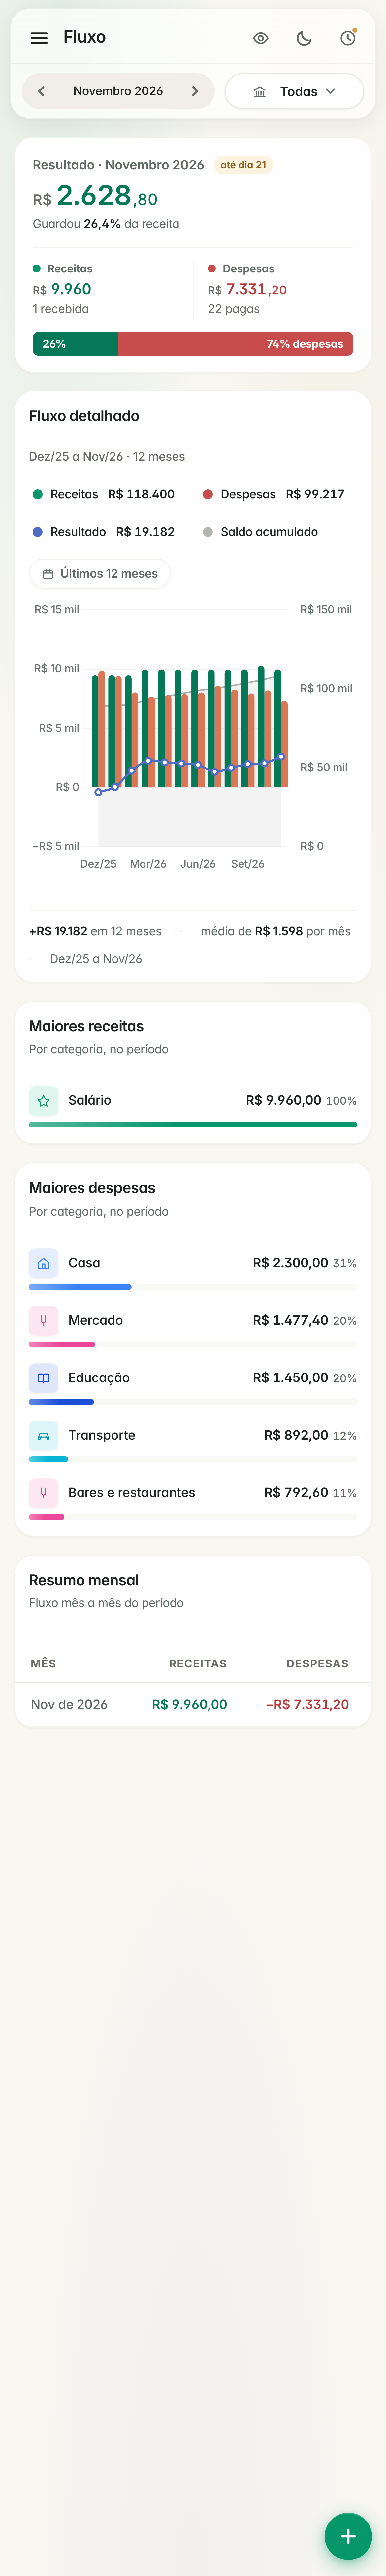 Fluxo
Novembro 2026
Todas
Resultado · Novembro 2026 até dia 21
R$ 2.628,80
Guardou 26,4% da receita
Receitas
R$ 9.960
1 recebida
Despesas
R$ 7.331,20
22 pagas
26% 74% despesas
Fluxo detalhado
Dez/25 a Nov/26 · 12 meses
Receitas R$ 118.400
Despesas R$ 99.217
Resultado R$ 19.182
Saldo acumulado
Últimos 12 meses
R$ 15 mil R$ 150 mil
R$ 10 mil R$ 100 mil
R$ 5 mil
R$ 0 R$ 50 mil
−R$ 5 mil R$ 0
Dez/25 Mar/26 Jun/26 Set/26
+R$ 19.182 em 12 meses · média de R$ 1.598 por mês
· Dez/25 a Nov/26
Maiores receitas
Por categoria, no período
Salário R$ 9.960,00 100%
Maiores despesas
Por categoria, no período
Casa R$ 2.300,00 31%
Mercado R$ 1.477,40 20%
Educação R$ 1.450,00 20%
Transporte R$ 892,00 12%
Bares e restaurantes R$ 792,60 11%
Resumo mensal
Fluxo mês a mês do período
MÊS RECEITAS DESPESAS
Nov de 2026 R$ 9.960,00 −R$ 7.331,20